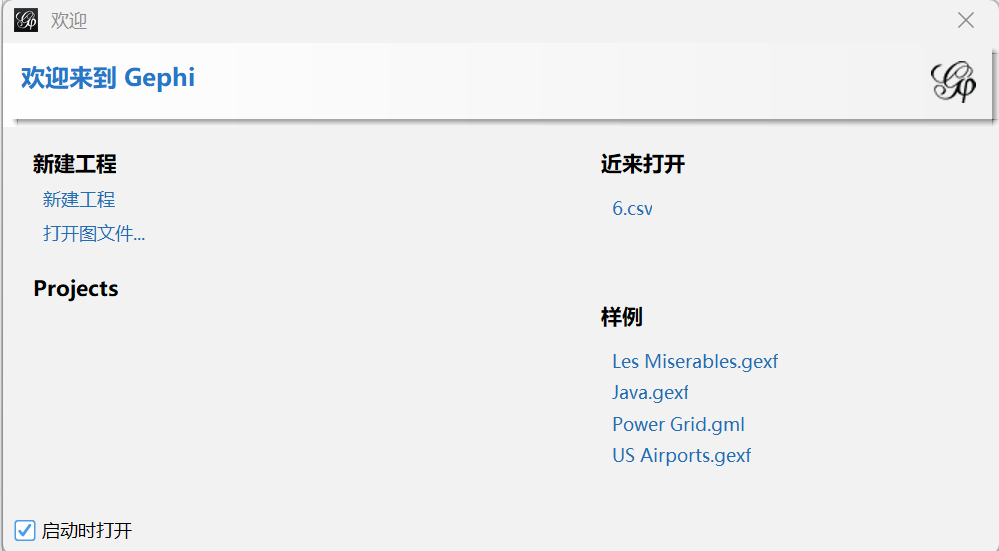 欢迎
欢迎来到 Gephi
新建工程
新建工程
打开图文件...
Projects
近来打开
6.csv
样例
Les Miserables.gexf
Java.gexf
Power Grid.gml
US Airports.gexf
启动时打开